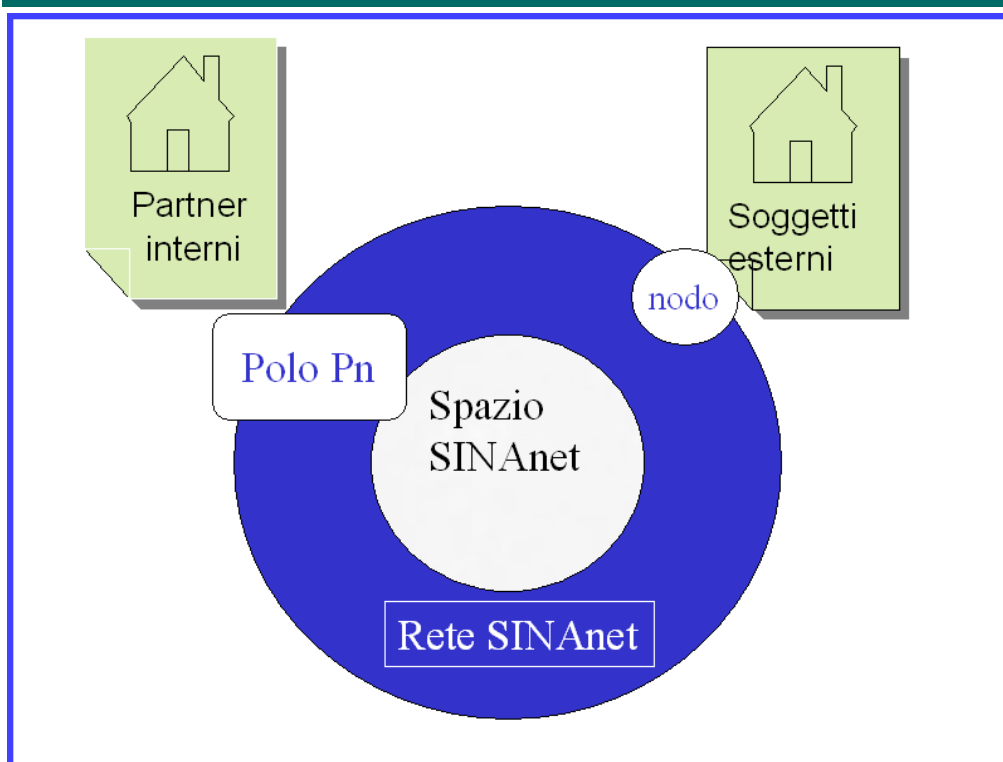 Partner
interni
Soggetti
esterni
nodo
Polo Pn
Spazio
SINAnet
Rete SINAnet